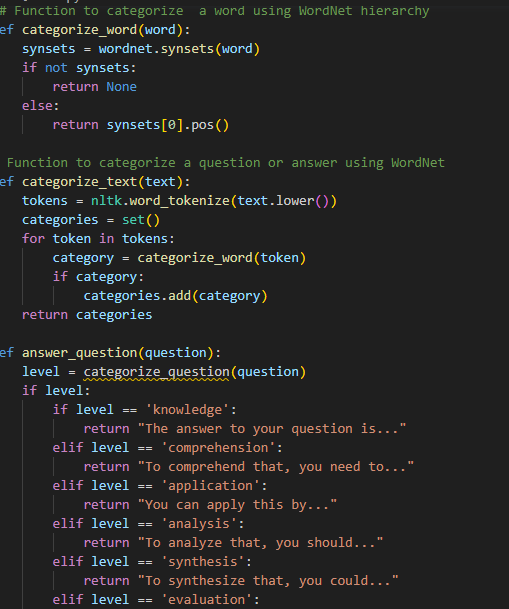 # Function to categorize  a word using WordNet hierarchy
ef categorize_word(word):
    synsets = wordnet.synsets(word)
    if not synsets:
        return None
    else:
        return synsets[0].pos()
 Function to categorize a question or answer using WordNet
ef categorize_text(text):
    tokens = nltk.word_tokenize(text.lower())
    categories = set()
    for token in tokens:
        category = categorize_word(token)
        if category:
            categories.add(category)
    return categories
ef answer_question(question):
    level = categorize_question(question)
    if level:
        if level == 'knowledge':
            return "The answer to your question is..."
        elif level == 'comprehension':
            return "To comprehend that, you need to..."
        elif level == 'application':
            return "You can apply this by..."
        elif level == 'analysis':
            return "To analyze that, you should..."
        elif level == 'synthesis':
            return "To synthesize that, you could..."
        elif level == 'evaluation':